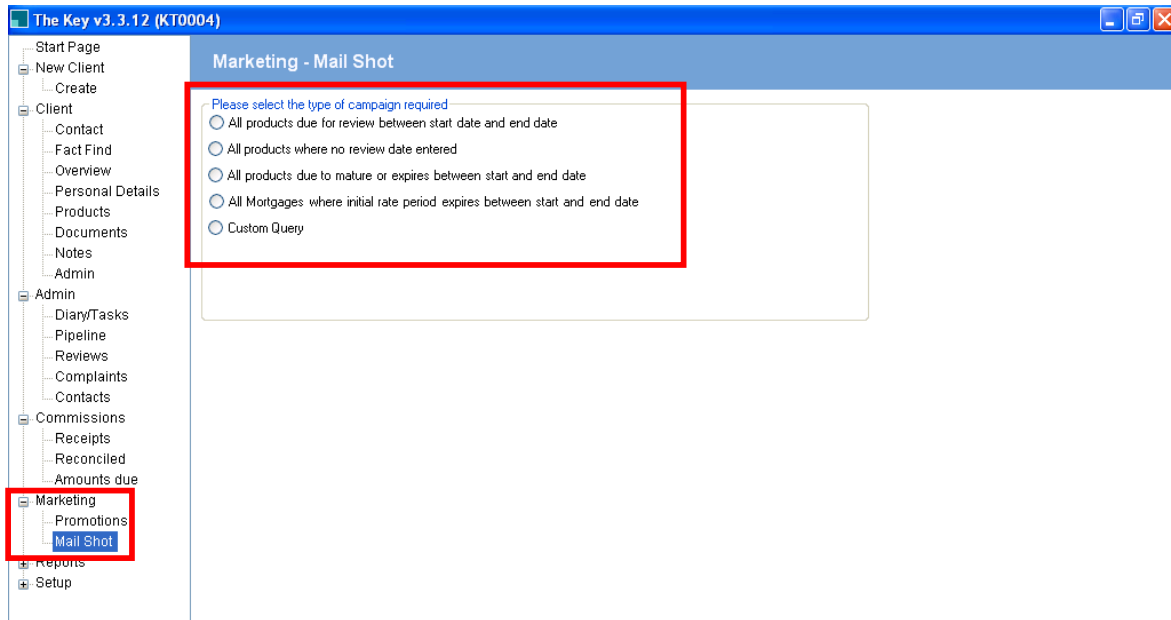 The Key v3.3.12 (KT0004)
Start Page
New Client
Create
Client
Contact
Fact Find
Overview
Personal Details
Products
Documents
Notes
Admin
Admin
Diary/Tasks
Pipeline
Reviews
Complaints
Contacts
Commissions
Receipts
Reconciled
Amounts due
Marketing
Promotions
Mail Shot
Reports
Setup
Marketing - Mail Shot
Please select the type of campaign required
All products due for review between start date and end date
All products where no review date entered
All products due to mature or expires between start and end date
All Mortgages where initial rate period expires between start and end date
Custom Query